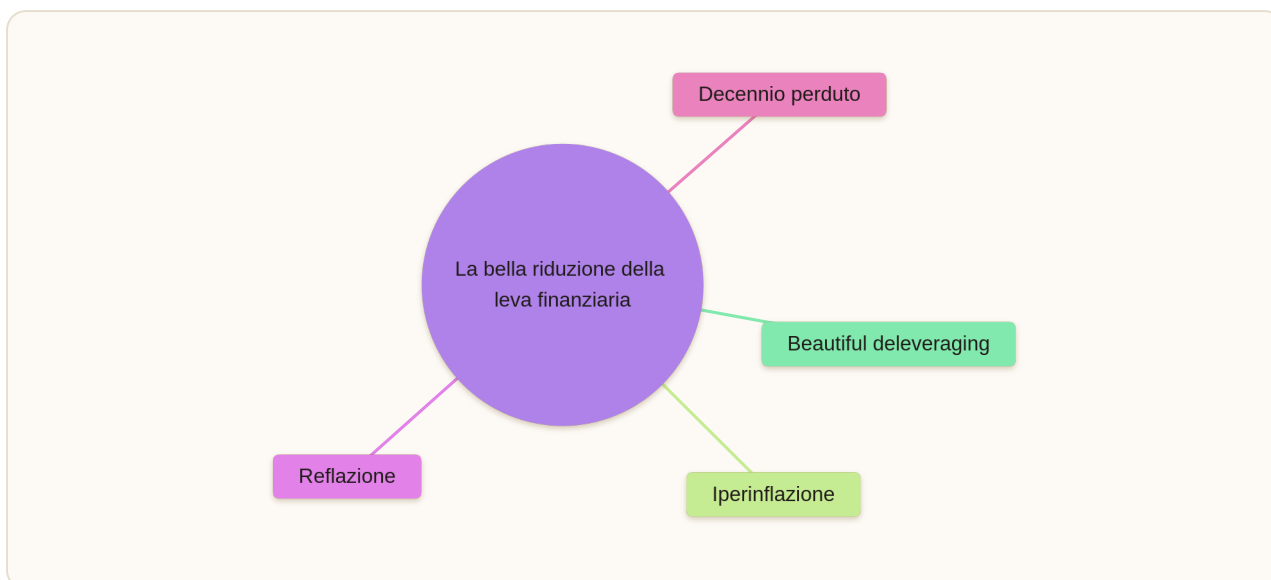 Decennio perduto
La bella riduzione della
leva finanziaria
Beautiful deleveraging
Reflazione
Iperinflazione